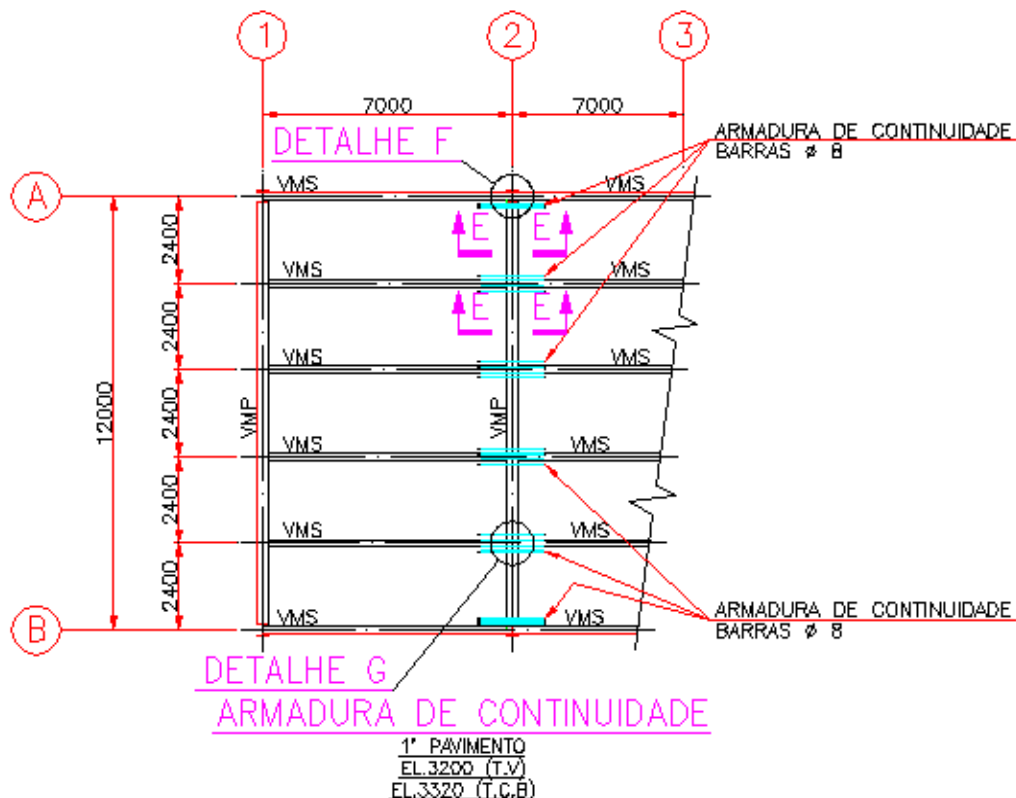 1 2 3
7000 7000
DETALHE F
ARMADURA DE CONTINUIDADE
BARRAS ø 8
A
VMS VMS
2400
E E
VMS VMS
2400
E E
VMS VMS
12000
2400
VMP VMP
VMS VMS
2400
VMS VMS
2400
ARMADURA DE CONTINUIDADE
BARRAS ø 8
B
VMS VMS
DETALHE G
ARMADURA DE CONTINUIDADE
1° PAVIMENTO
EL.3200 (T.V)
EL.3320 (T.C.B)